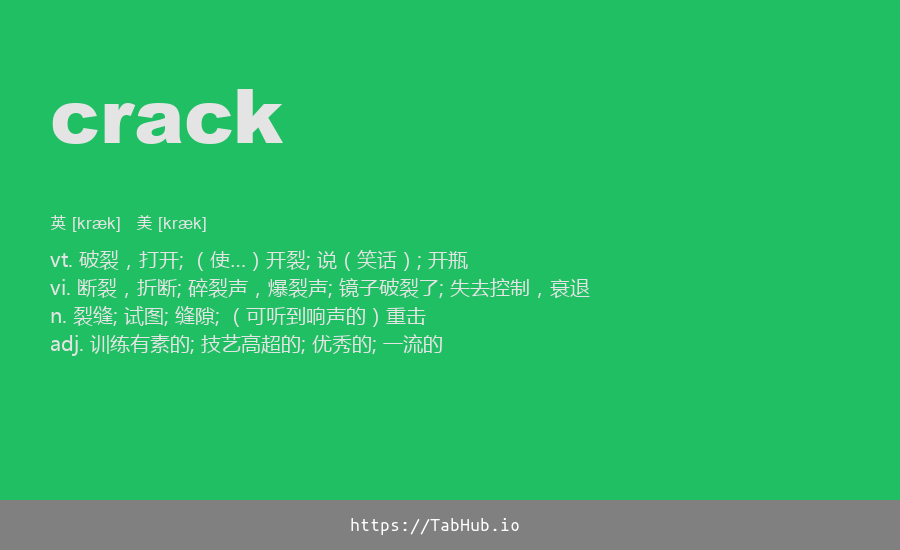 crack
英 [kræk] 美 [kræk]
vt. 破裂，打开; （使…）开裂; 说（笑话）; 开瓶
vi. 断裂，折断; 碎裂声，爆裂声; 镜子破裂了; 失去控制，衰退
n. 裂缝; 试图; 缝隙; （可听到响声的）重击
adj. 训练有素的; 技艺高超的; 优秀的; 一流的
https://TabHub.io